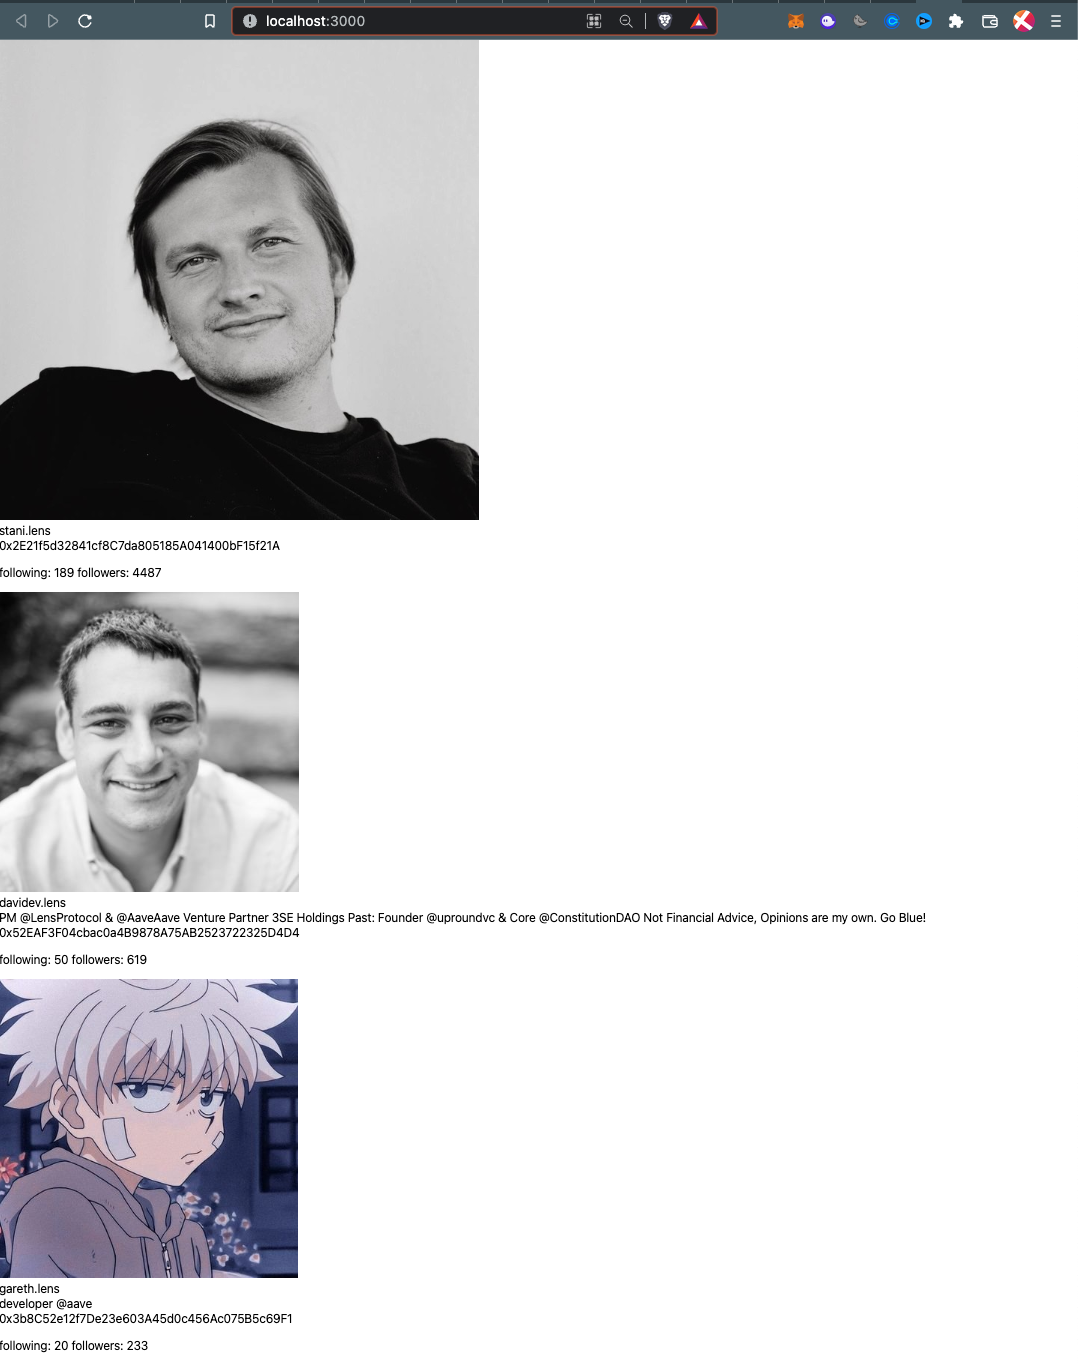 localhost:3000
stani.lens
0x2E21f5d32841cf8C7da805185A041400bF15f21A
following: 189 followers: 4487
davidev.lens
PM @LensProtocol & @AaveAave Venture Partner 3SE Holdings Past: Founder @uproundvc & Core @ConstitutionDAO Not Financial Advice, Opinions are my own. Go Blue!
0x52EAF3F04cbac0a4B9878A75AB2523722325D4D4
following: 50 followers: 619
gareth.lens
developer @aave
0x3b8C52e12f7De23e603A45d0c456Ac075B5c69F1
following: 20 followers: 233